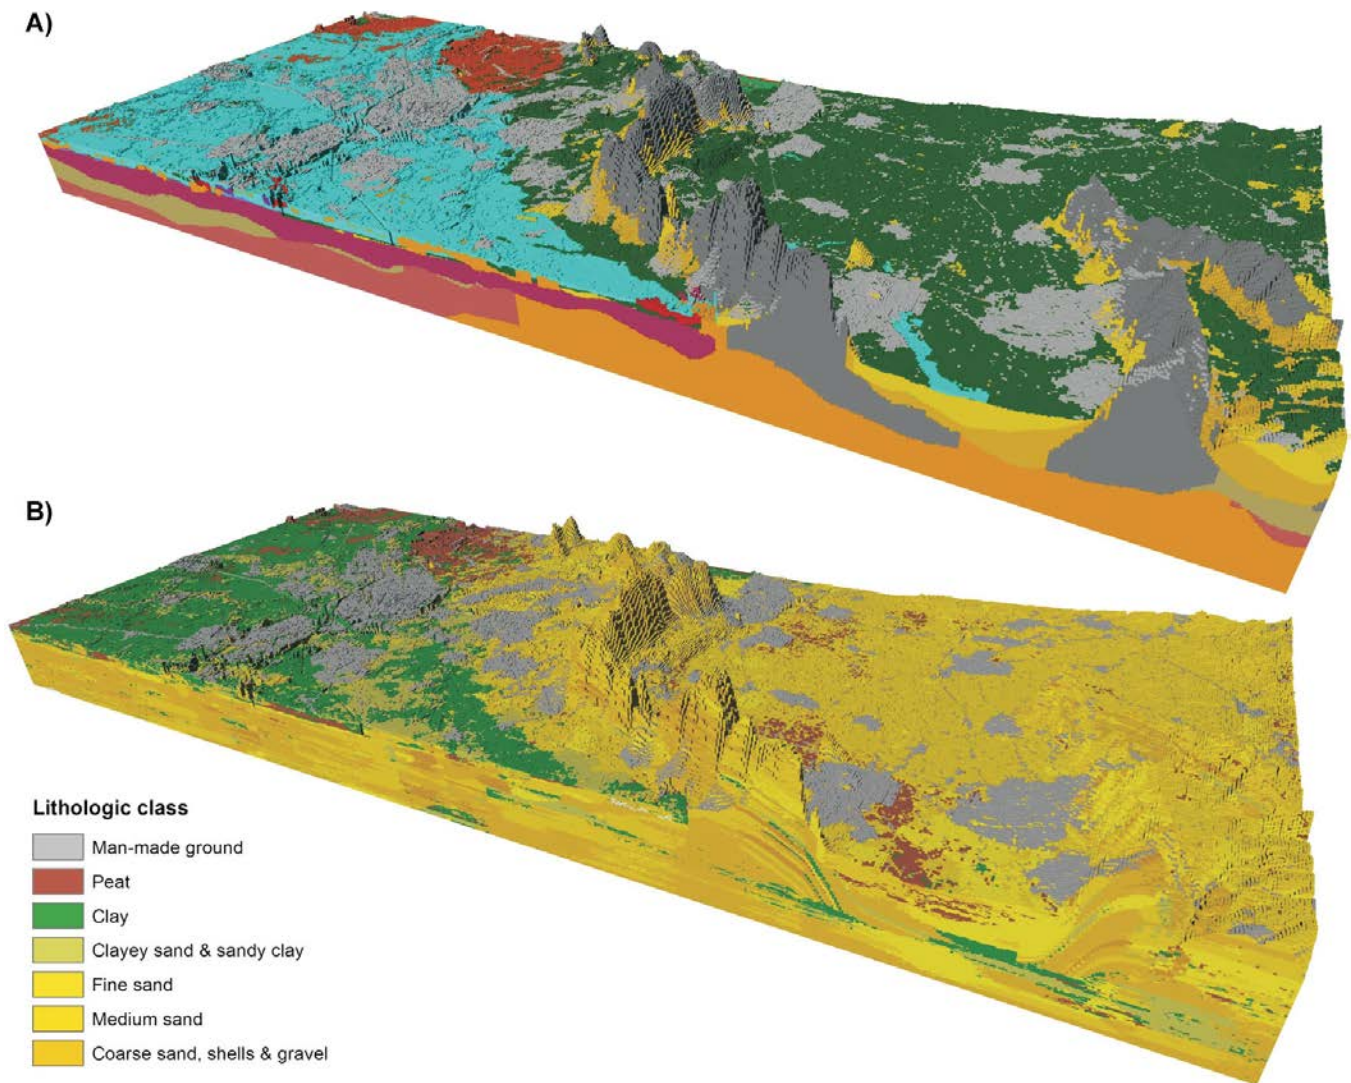 A)
B)
Lithologic class
Man-made ground
Peat
Clay
Clayey sand & sandy clay
Fine sand
Medium sand
Coarse sand, shells & gravel